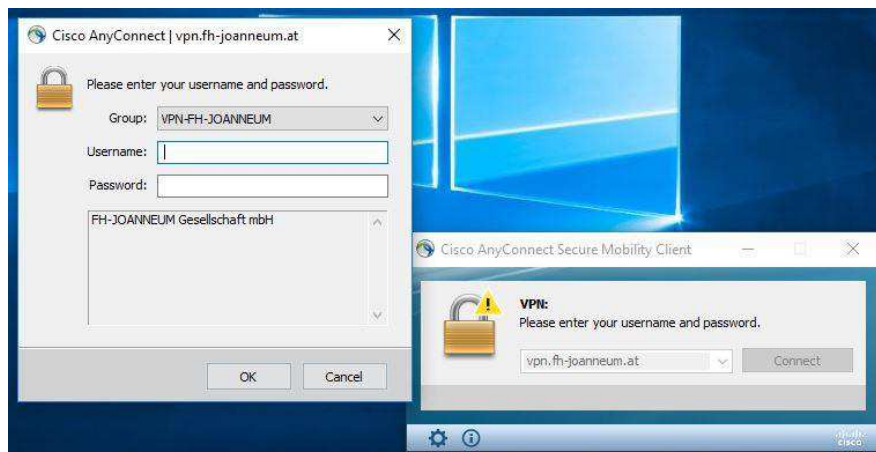 Cisco AnyConnect | vpn.fh-joanneum.at
Please enter your username and password.
Group: VPN-FH-JOANNEUM
Username:
Password:
FH-JOANNEUM Gesellschaft mbH
OK Cancel
Cisco AnyConnect Secure Mobility Client
VPN:
Please enter your username and password.
vpn.fh-joanneum.at Connect
CISCO